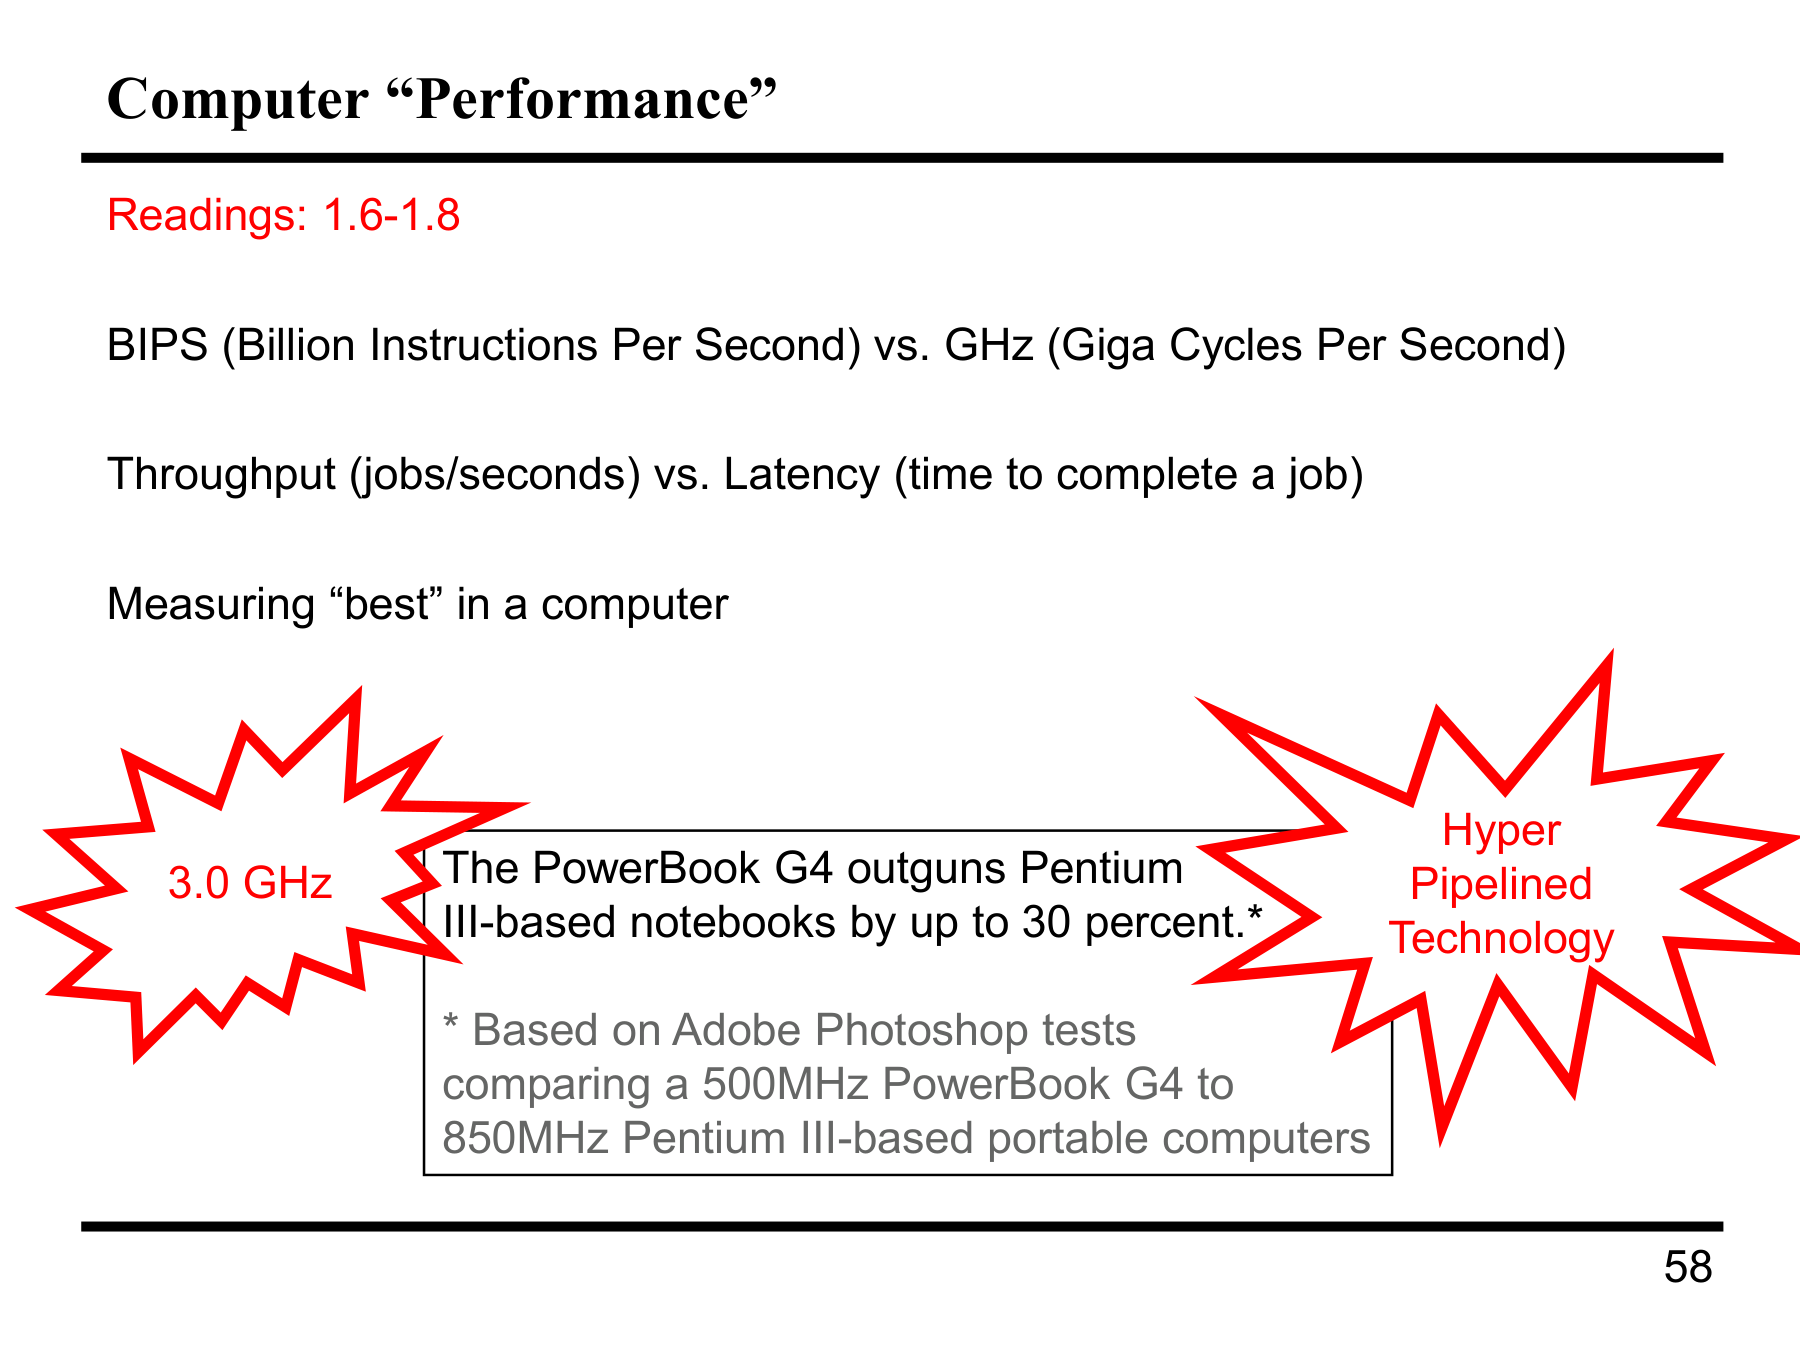 Computer “Performance”
Readings: 1.6-1.8
BIPS (Billion Instructions Per Second) vs. GHz (Giga Cycles Per Second)
Throughput (jobs/seconds) vs. Latency (time to complete a job)
Measuring “best” in a computer
3.0 GHz
The PowerBook G4 outguns Pentium
III-based notebooks by up to 30 percent.*
* Based on Adobe Photoshop tests
comparing a 500MHz PowerBook G4 to
850MHz Pentium III-based portable computers
Hyper
Pipelined
Technology
58